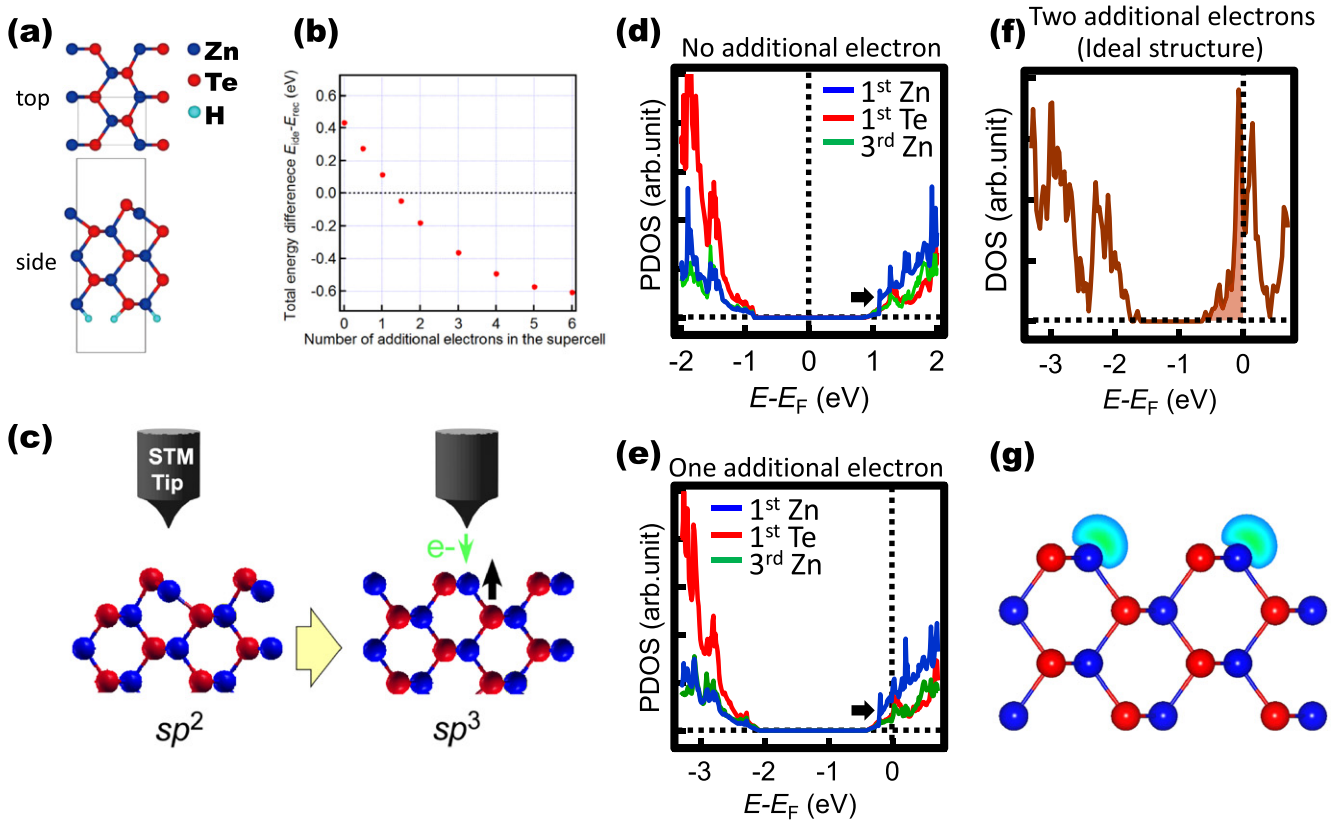 (a)
Zn
Te
H
top
side
(b)
Total energy differenece Eide-Erec (eV)
0.6
0.4
0.2
0.0
-0.2
-0.4
-0.6
0 1 2 3 4 5 6
Number of additional electrons in the supercell
(c)
STM
Tip
e-
sp2
sp3
(d)
No additional electron
1st Zn
1st Te
3rd Zn
PDOS (arb.unit)
-2 -1 0 1 2
E-EF (eV)
(e)
One additional electron
1st Zn
1st Te
3rd Zn
PDOS (arb.unit)
-3 -2 -1 0
E-EF (eV)
(f)
Two additional electrons
(Ideal structure)
DOS (arb.unit)
-3 -2 -1 0
E-EF (eV)
(g)